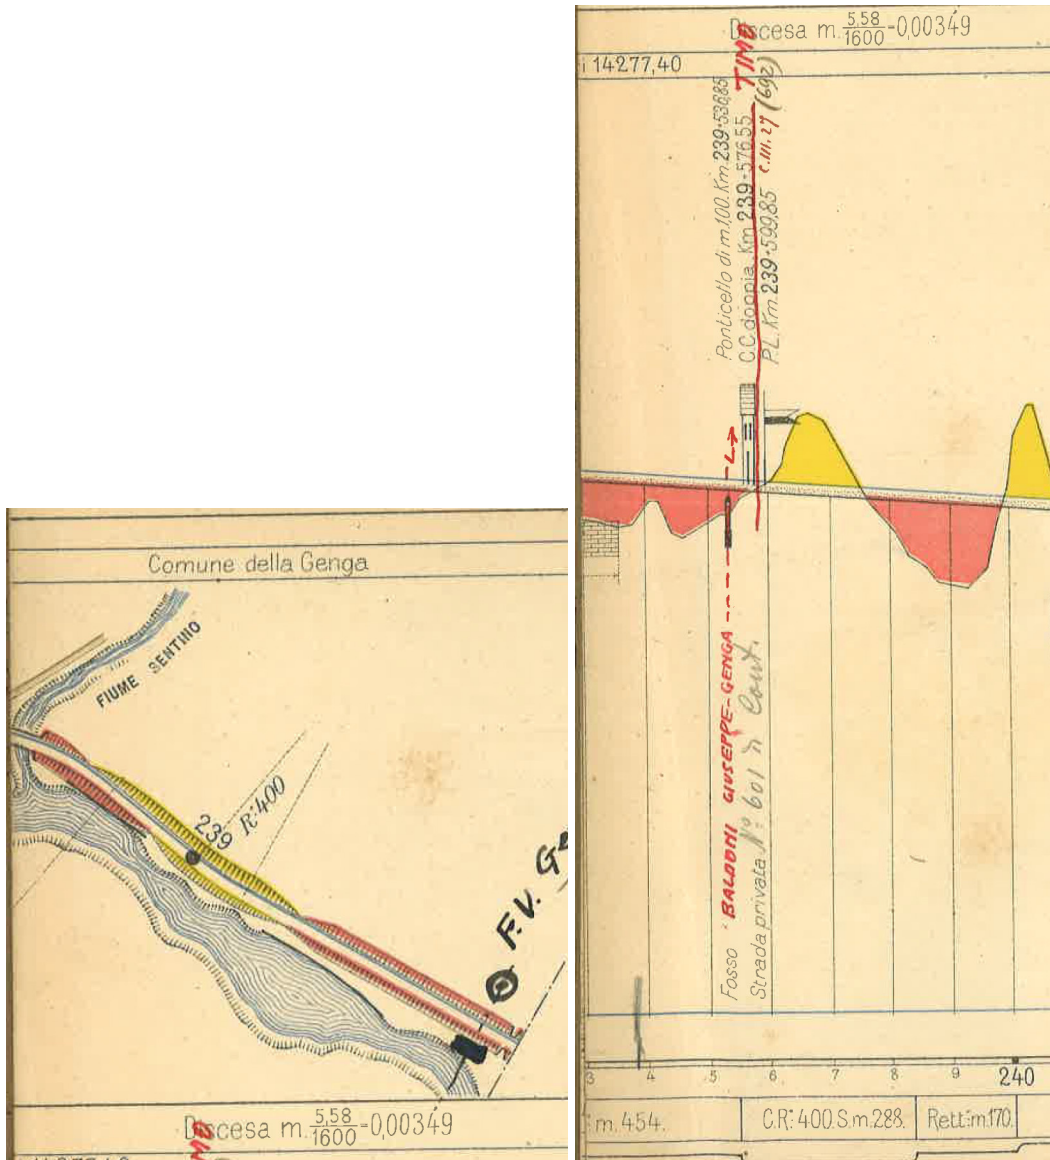 Comune della Genga
FIUME SENTINO
239
R.400
F.V.
Discesa m. 5,58/1600 - 0,00349
Discesa m. 5,58/1600 - 0,00349
i 14277,40
TIMO
Ponticello di m.1,00. Km. 239+536,85
C.C. doppia. Km. 239+576,55
P.L. Km. 239+599,85
(692)
Fosso
BALDONI GIUSEPPE-GENGA
Strada privata N° 601 di Cont.
3 4 5 6 7 8 9 240
m. 454.
C.R: 400. S. m. 288.
Rett: m. 170.